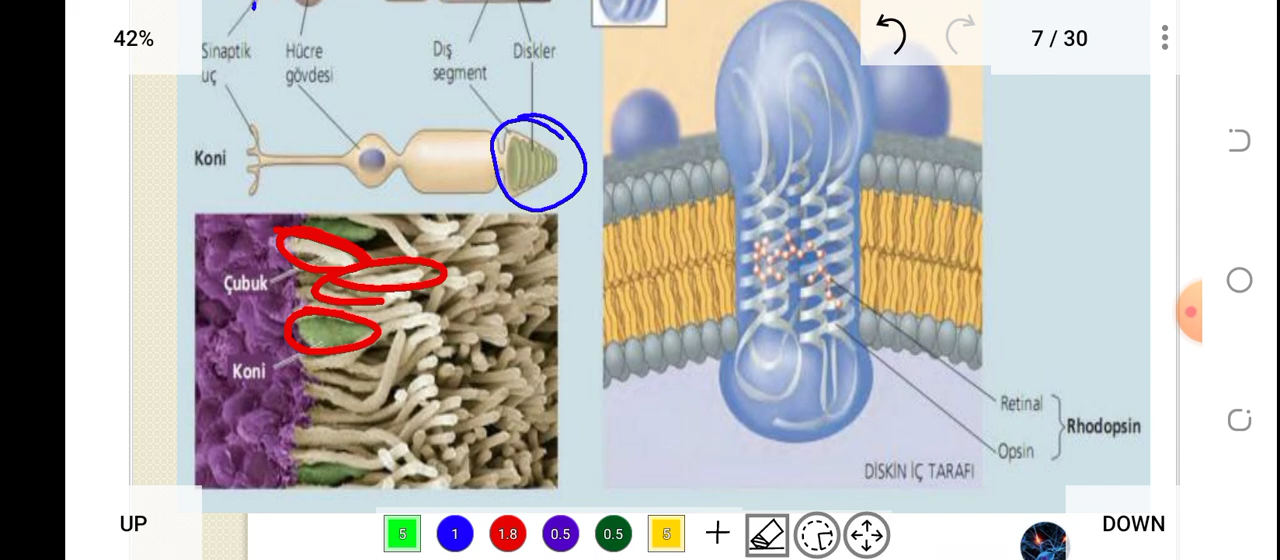 42%
7 / 30
Sinaptik
uç
Hücre
gövdesi
Dış
segment
Diskler
Koni
Çubuk
Koni
Retinal
Opsin
Rhodopsin
DİSKİN İÇ TARAFI
UP
5
1
1.8
0.5
0.5
5
DOWN